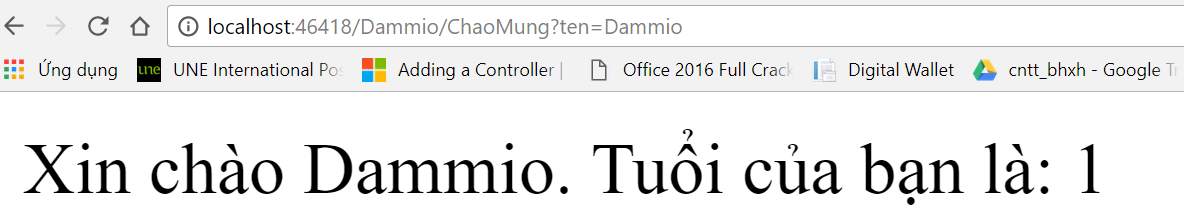 localhost:46418/Dammio/ChaoMung?ten=Dammio
Ứng dụng UNE International Pos Adding a Controller | Office 2016 Full Crack Digital Wallet cntt_bhxh - Google
Xin chào Dammio. Tuổi của bạn là: 1